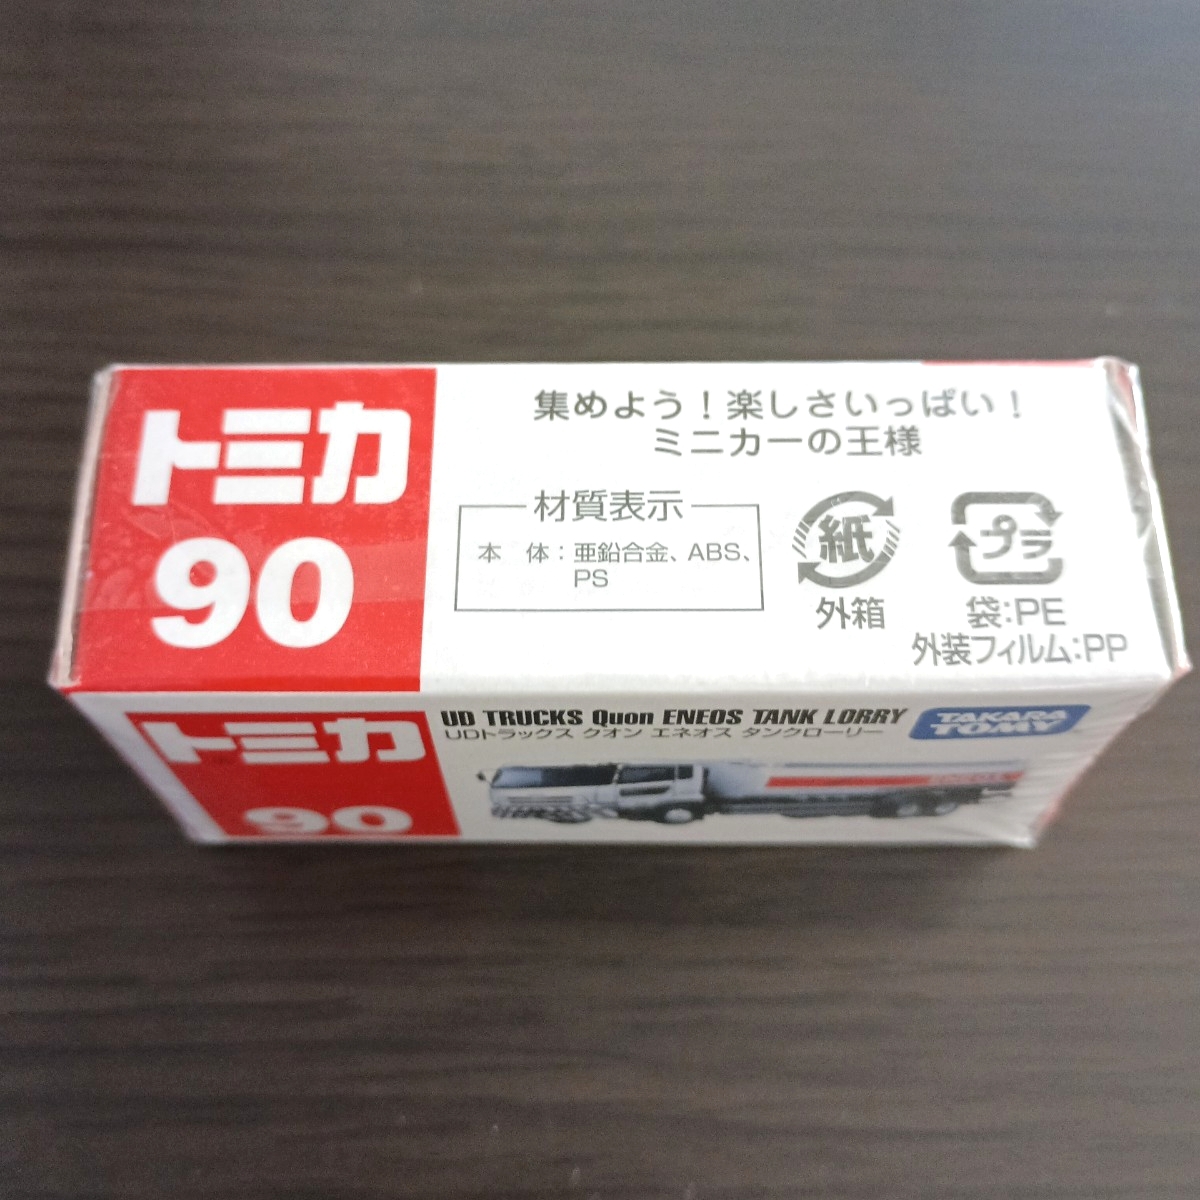 トミカ
90
集めよう！楽しさいっぱい！
ミニカーの王様
材質表示
本　体：亜鉛合金、ABS、
PS
紙
外箱
プラ
袋：PE
外装フィルム：PP
トミカ
90
UD TRUCKS Quon ENEOS TANK LORRY
UDトラックス クオン エネオス タンクローリー
TAKARA
TOMY
ENEOS